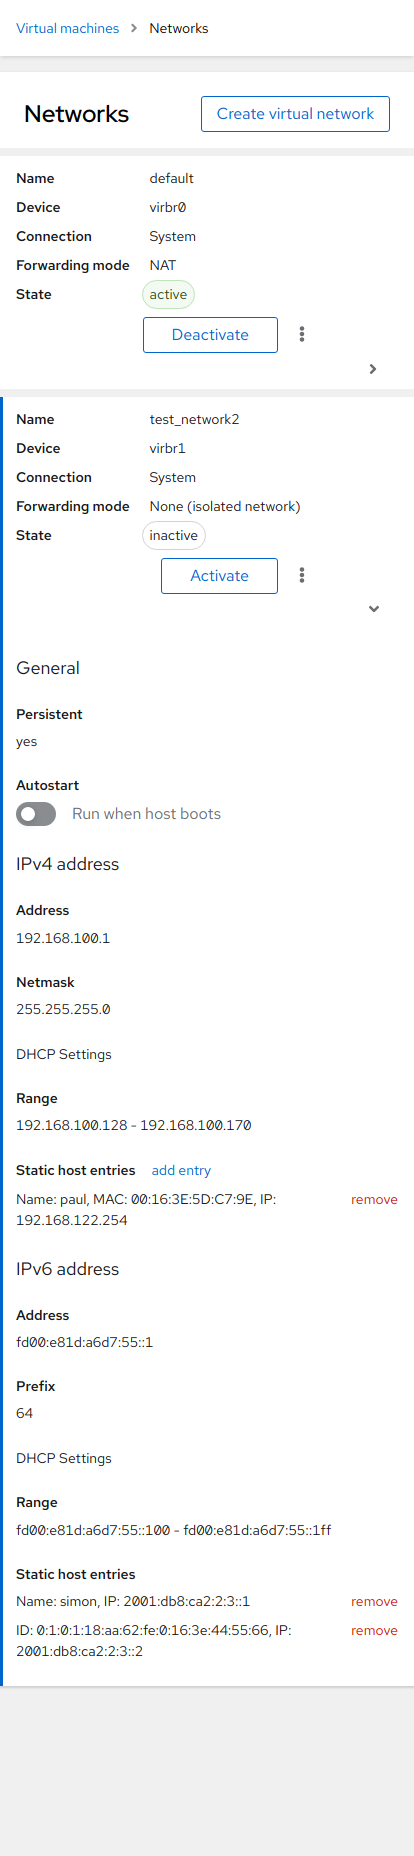 Virtual machines > Networks
Networks
Create virtual network
Name default
Device virbr0
Connection System
Forwarding mode NAT
State active
Deactivate
Name test_network2
Device virbr1
Connection System
Forwarding mode None (isolated network)
State inactive
Activate
General
Persistent
yes
Autostart
Run when host boots
IPv4 address
Address
192.168.100.1
Netmask
255.255.255.0
DHCP Settings
Range
192.168.100.128 - 192.168.100.170
Static host entries add entry
Name: paul, MAC: 00:16:3E:5D:C7:9E, IP: remove
192.168.122.254
IPv6 address
Address
fd00:e81d:a6d7:55::1
Prefix
64
DHCP Settings
Range
fd00:e81d:a6d7:55::100 - fd00:e81d:a6d7:55::1ff
Static host entries
Name: simon, IP: 2001:db8:ca2:2:3::1 remove
ID: 0:1:0:1:18:aa:62:fe:0:16:3e:44:55:66, IP: remove
2001:db8:ca2:2:3::2